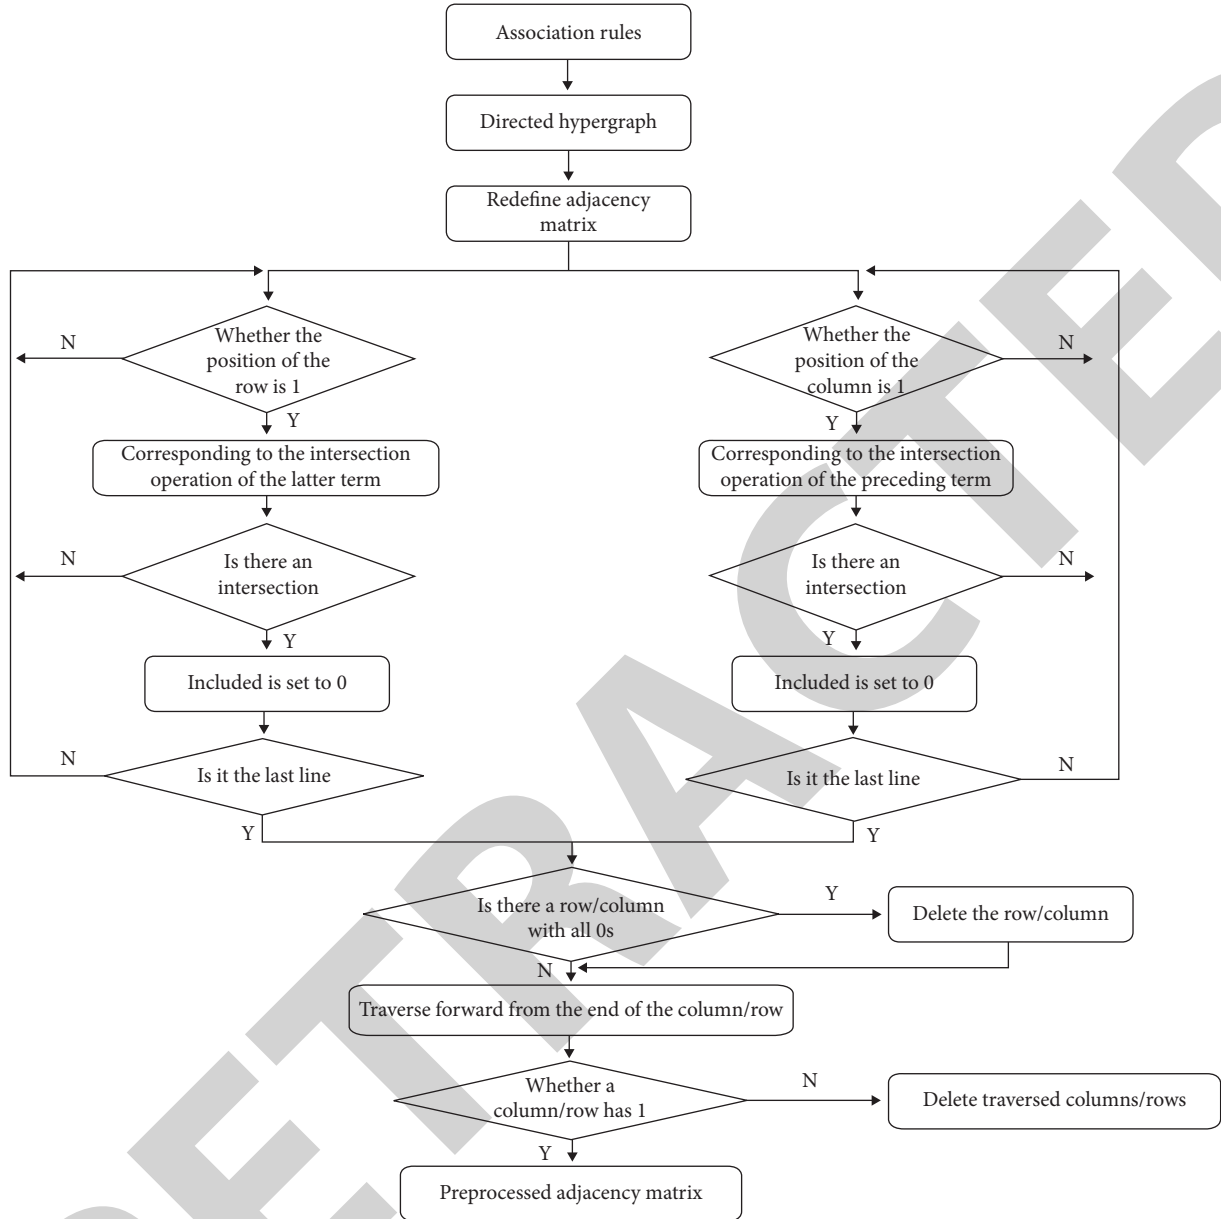 Association rules
Directed hypergraph
Redefine adjacency
matrix
Whether the
position of the
row is 1
N
Y
Whether the
position of the
column is 1
N
Y
Corresponding to the intersection
operation of the latter term
Corresponding to the intersection
operation of the preceding term
Is there an
intersection
N
Y
Is there an
intersection
N
Y
Included is set to 0
Included is set to 0
Is it the last line
N
Y
Is it the last line
N
Y
Is there a row/column
with all 0s
Y
N
Delete the row/column
Traverse forward from the end of the column/row
Whether a
column/row has 1
N
Y
Delete traversed columns/rows
Preprocessed adjacency matrix
RETRACTED